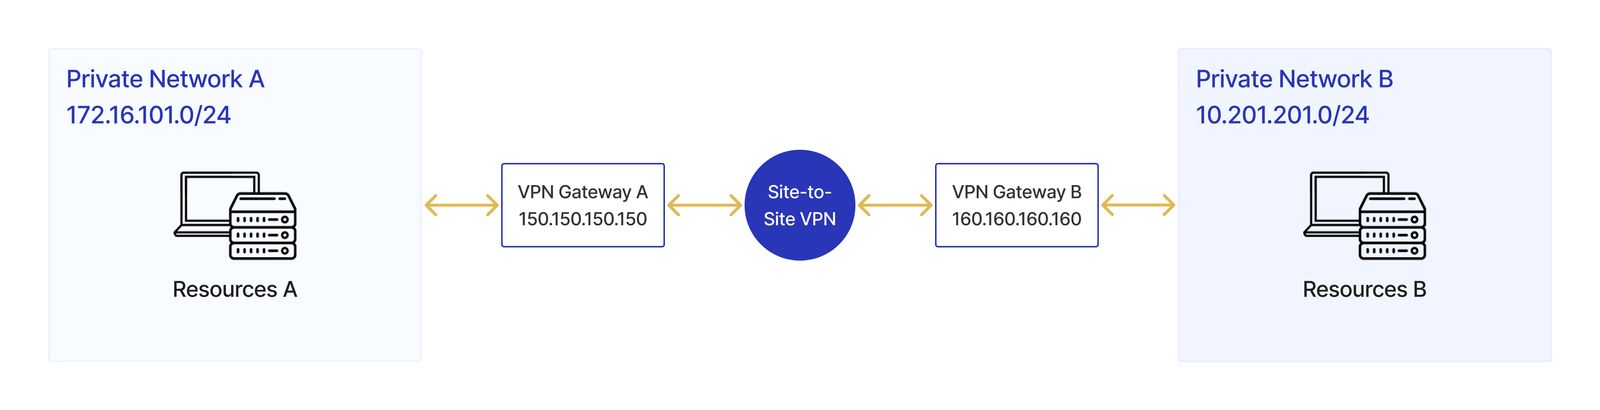 Private Network A
172.16.101.0/24
Resources A
VPN Gateway A
150.150.150.150
Site-to-
Site VPN
VPN Gateway B
160.160.160.160
Private Network B
10.201.201.0/24
Resources B